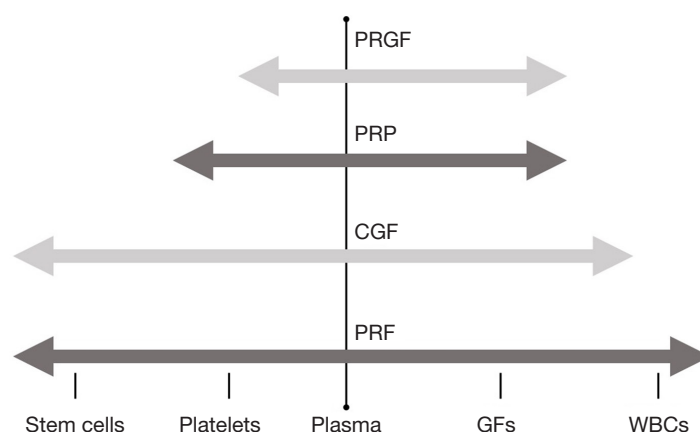 PRGF
PRP
CGF
PRF
Stem cells Platelets Plasma GFs WBCs